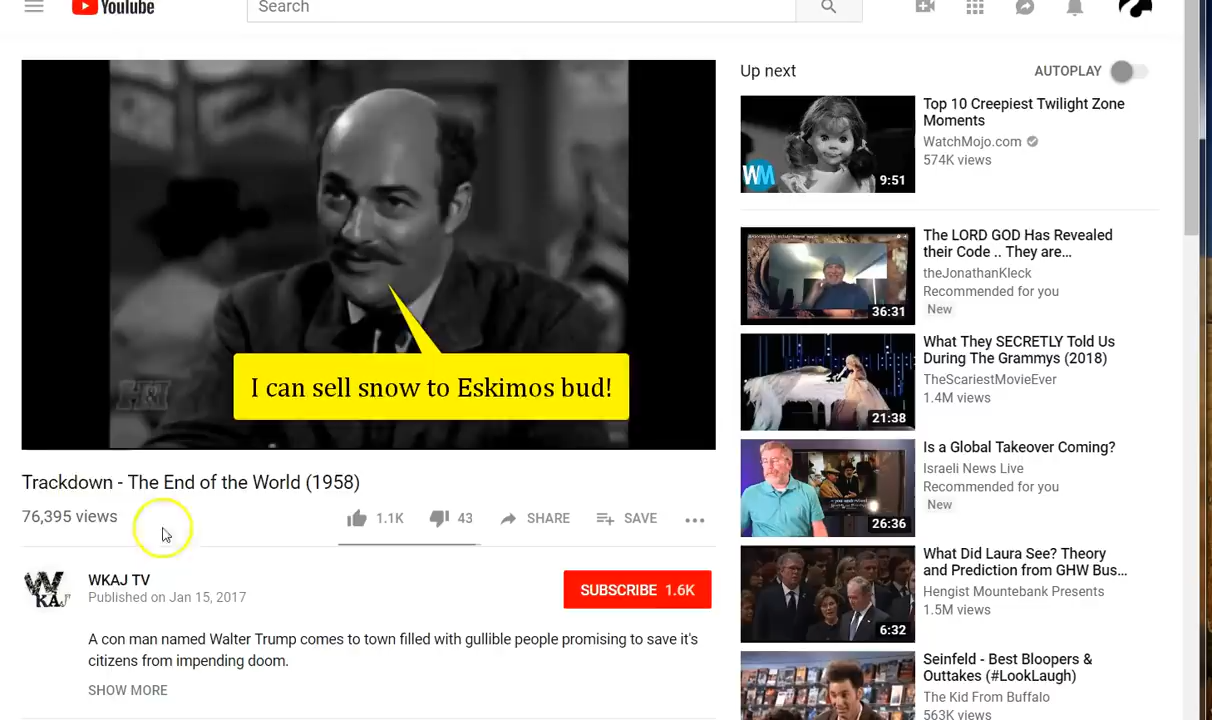 YouTube
Search
I can sell snow to Eskimos bud!
H&I
Trackdown - The End of the World (1958)
76,395 views
1.1K
43
SHARE
SAVE
WKAJ
WKAJ TV
Published on Jan 15, 2017
SUBSCRIBE 1.6K
A con man named Walter Trump comes to town filled with gullible people promising to save it's
citizens from impending doom.
SHOW MORE
Up next
AUTOPLAY
WM
9:51
Top 10 Creepiest Twilight Zone
Moments
WatchMojo.com
574K views
36:31
The LORD GOD Has Revealed
their Code .. They are...
theJonathanKleck
Recommended for you
New
21:38
What They SECRETLY Told Us
During The Grammys (2018)
TheScariestMovieEver
1.4M views
26:36
Is a Global Takeover Coming?
Israeli News Live
Recommended for you
New
6:32
What Did Laura See? Theory
and Prediction from GHW Bus...
Hengist Mountebank Presents
1.5M views
Seinfeld - Best Bloopers &
Outtakes (#LookLaugh)
The Kid From Buffalo
563K views